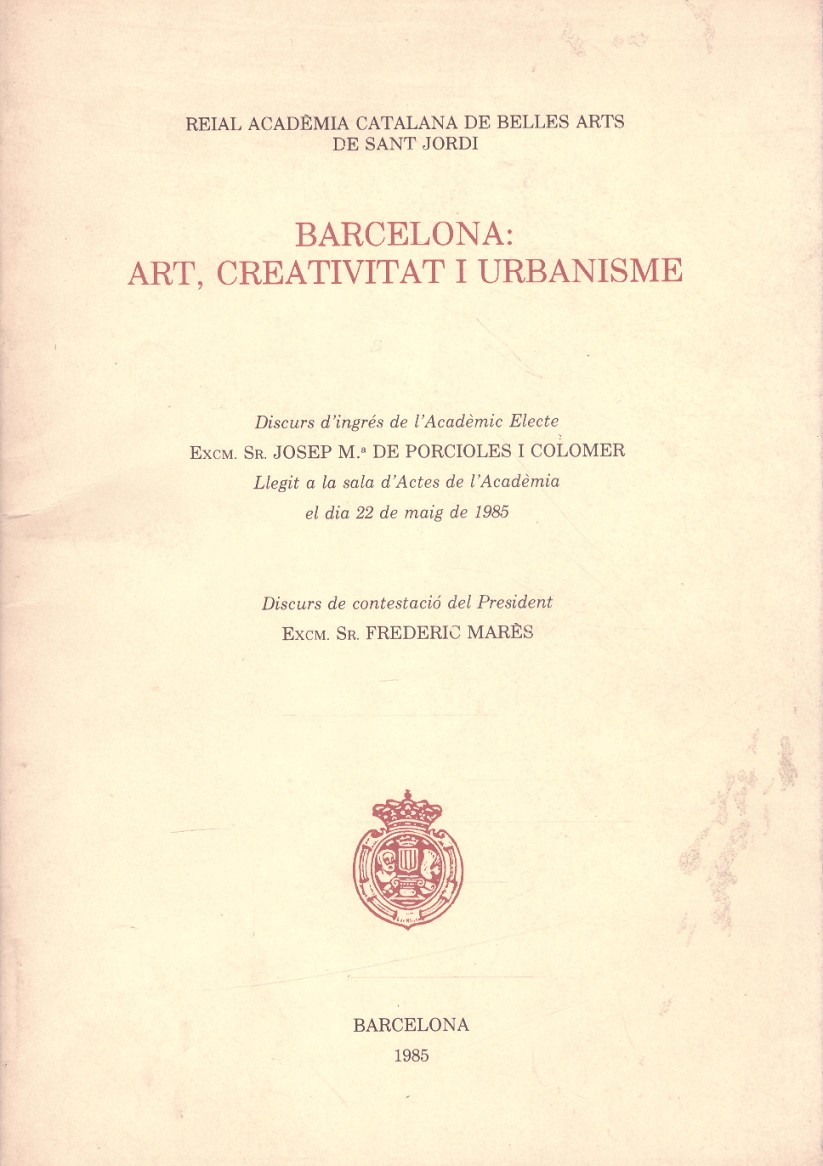 REIAL ACADÈMIA CATALANA DE BELLES ARTS
DE SANT JORDI
BARCELONA:
ART, CREATIVITAT I URBANISME
Discurs d'ingrés de l'Acadèmic Electe
EXCM. SR. JOSEP M.ª DE PORCIOLES I COLOMER
Llegit a la sala d'Actes de l'Acadèmia
el dia 22 de maig de 1985
Discurs de contestació del President
EXCM. SR. FREDERIC MARÈS
BARCELONA
1985